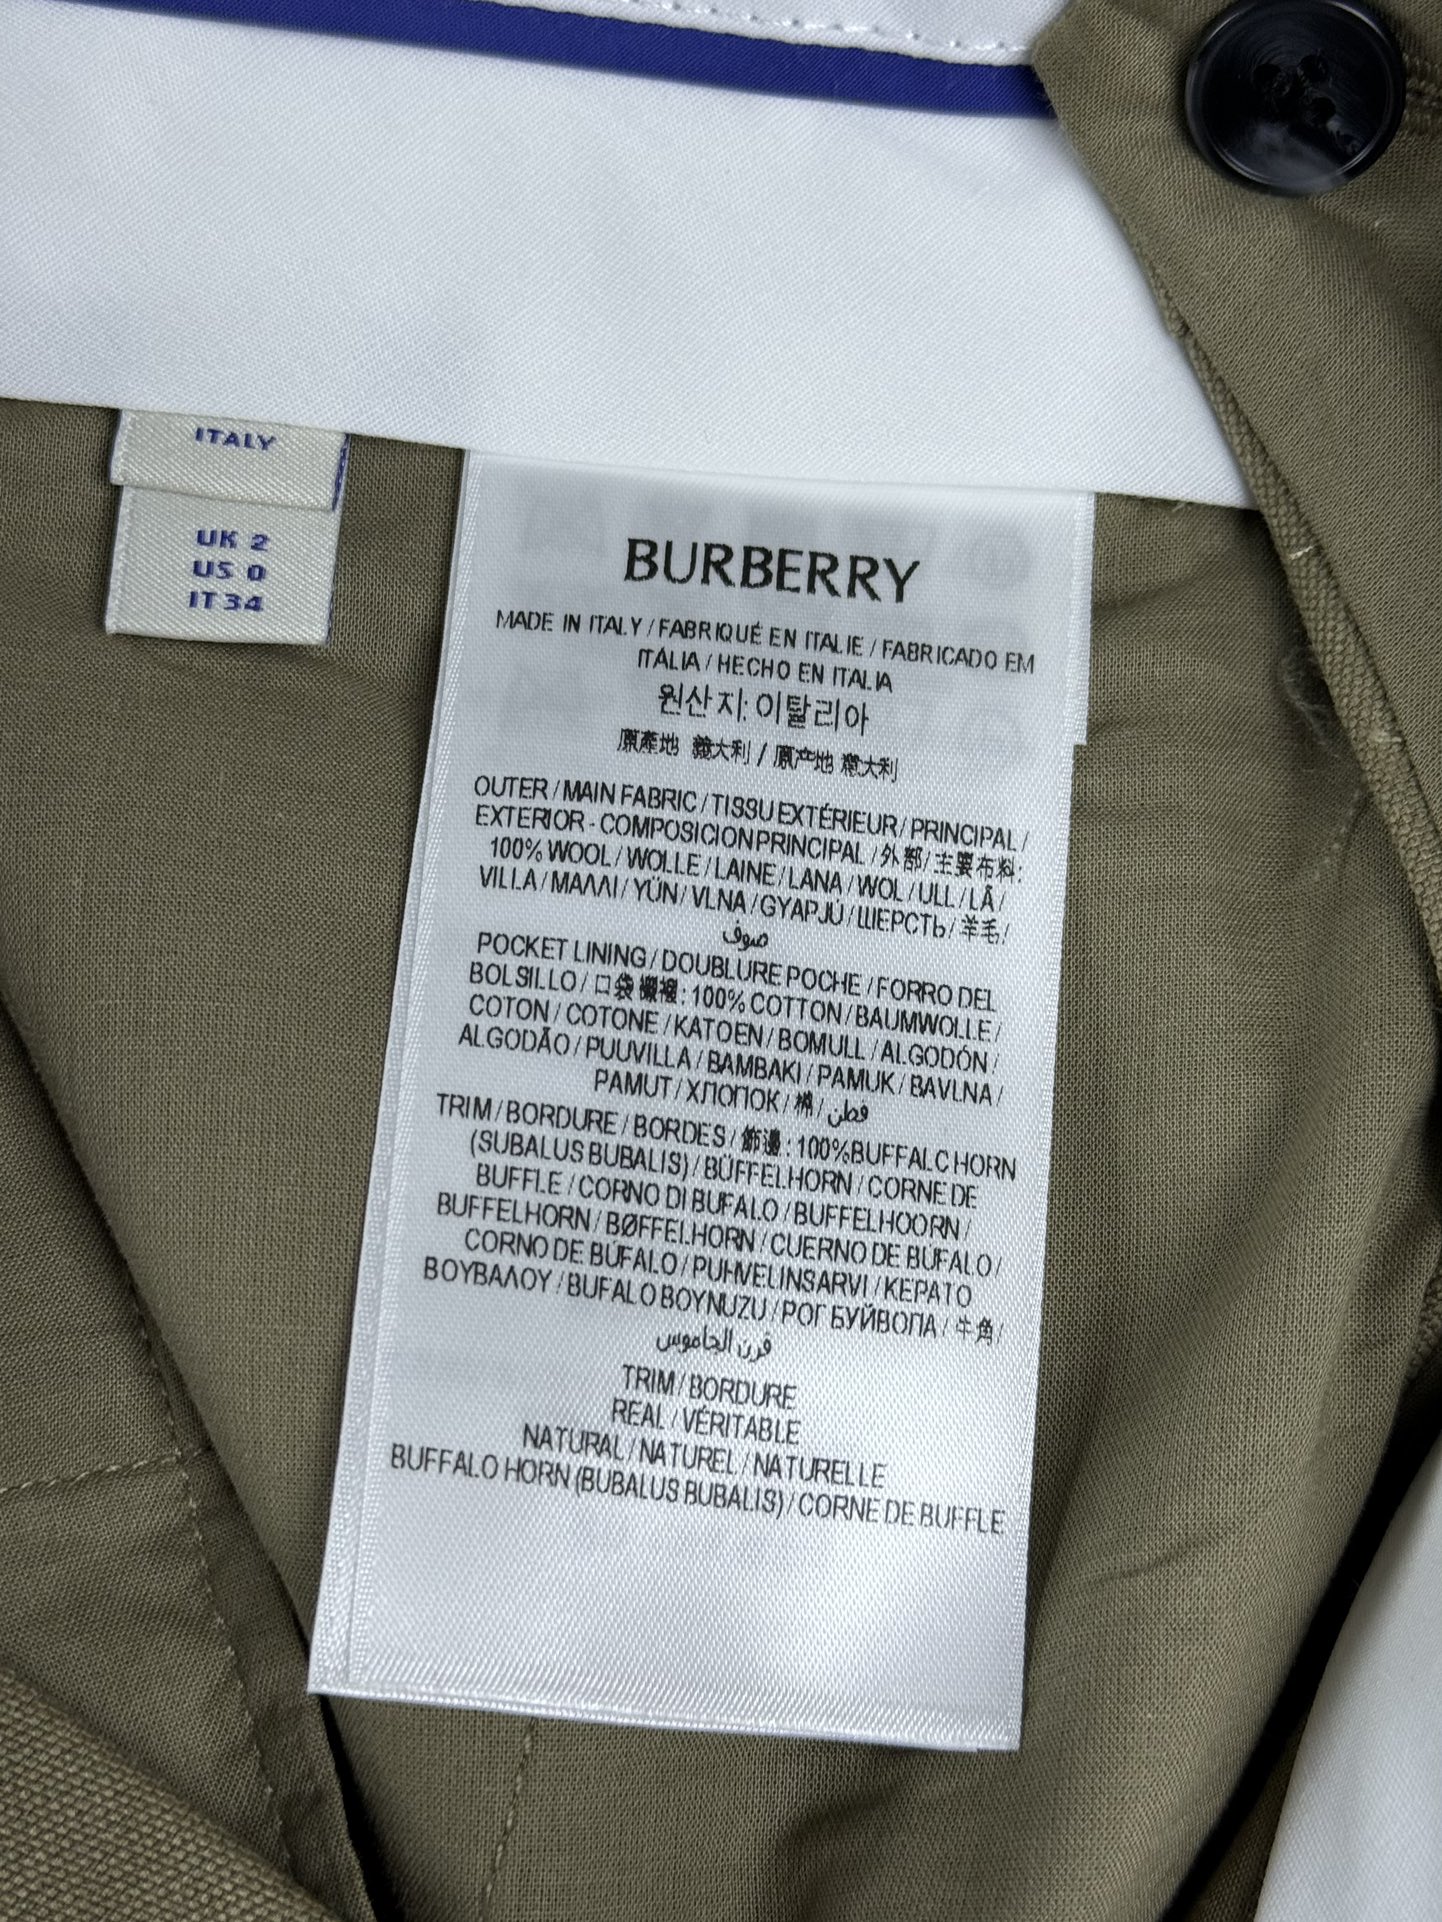 ITALY
UK 2
US 0
IT 34
BURBERRY
MADE IN ITALY / FABRIQUÉ EN ITALIE / FABRICADO EM
ITÁLIA / HECHO EN ITALIA
원산지: 이탈리아
原產地 義大利 / 原产地 意大利
OUTER / MAIN FABRIC / TISSU EXTÉRIEUR / PRINCIPAL /
EXTERIOR - COMPOSICION PRINCIPAL / 外部 / 主要布料:
100% WOOL / WOLLE / LAINE / LANA / WOL / ULL / LÃ /
VILLA / ΜΑΛΛΙ / YÜN / VLNA / GYAPJÚ / ШЕРСТЬ / 羊毛 /
صوف
POCKET LINING / DOUBLURE POCHE / FORRO DEL
BOLSILLO / 口袋襯裡 : 100% COTTON / BAUMWOLLE /
COTON / COTONE / KATOEN / BOMULL / ALGODÓN /
ALGODÃO / PUUVILLA / BAMBAKI / PAMUK / BAVLNA /
PAMUT / ХЛОПОК / 棉 / قطن
TRIM / BORDURE / BORDES / 飾邊 : 100% BUFFALC HORN
(SUBALUS BUBALIS) / BÜFFELHORN / CORNE DE
BUFFLE / CORNO DI BUFALO / BUFFELHOORN /
BUFFELHORN / BØFFELHORN / CUERNO DE BÚFALO /
CORNO DE BÚFALO / PUHVELINSARVI / ΚΕΡΑΤΟ
ΒΟΥΒΑΛΟΥ / BUFALO BOYNUZU / РОГ БУЙВОПА / 牛角 /
قرن الجاموس
TRIM / BORDURE
REAL / VÉRITABLE
NATURAL / NATUREL / NATURELLE
BUFFALO HORN (BUBALUS BUBALIS) / CORNE DE BUFFLE